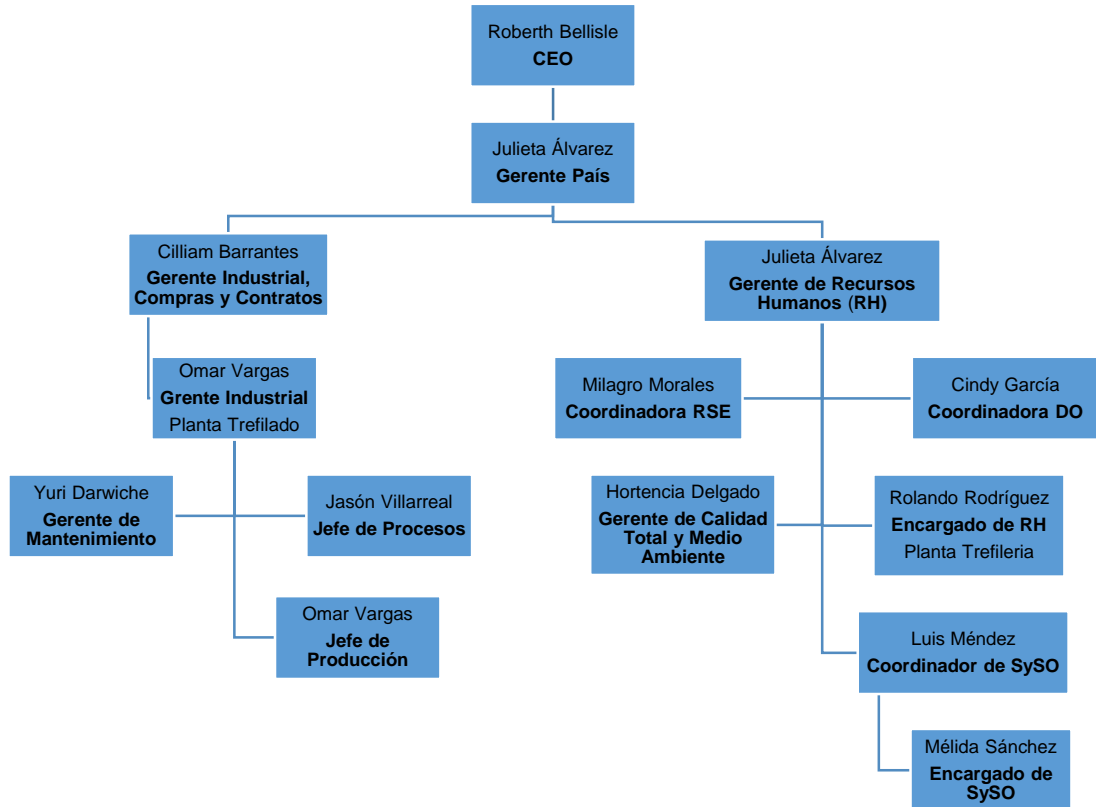 Roberth Bellisle
CEO
Julieta Álvarez
Gerente País
Cilliam Barrantes
Gerente Industrial,
Compras y Contratos
Julieta Álvarez
Gerente de Recursos
Humanos (RH)
Omar Vargas
Grente Industrial
Planta Trefilado
Milagro Morales
Coordinadora RSE
Cindy García
Coordinadora DO
Yuri Darwiche
Gerente de
Mantenimiento
Jasón Villarreal
Jefe de Procesos
Hortencia Delgado
Gerente de Calidad
Total y Medio
Ambiente
Rolando Rodríguez
Encargado de RH
Planta Trefileria
Omar Vargas
Jefe de
Producción
Luis Méndez
Coordinador de SySO
Mélida Sánchez
Encargado de
SySO